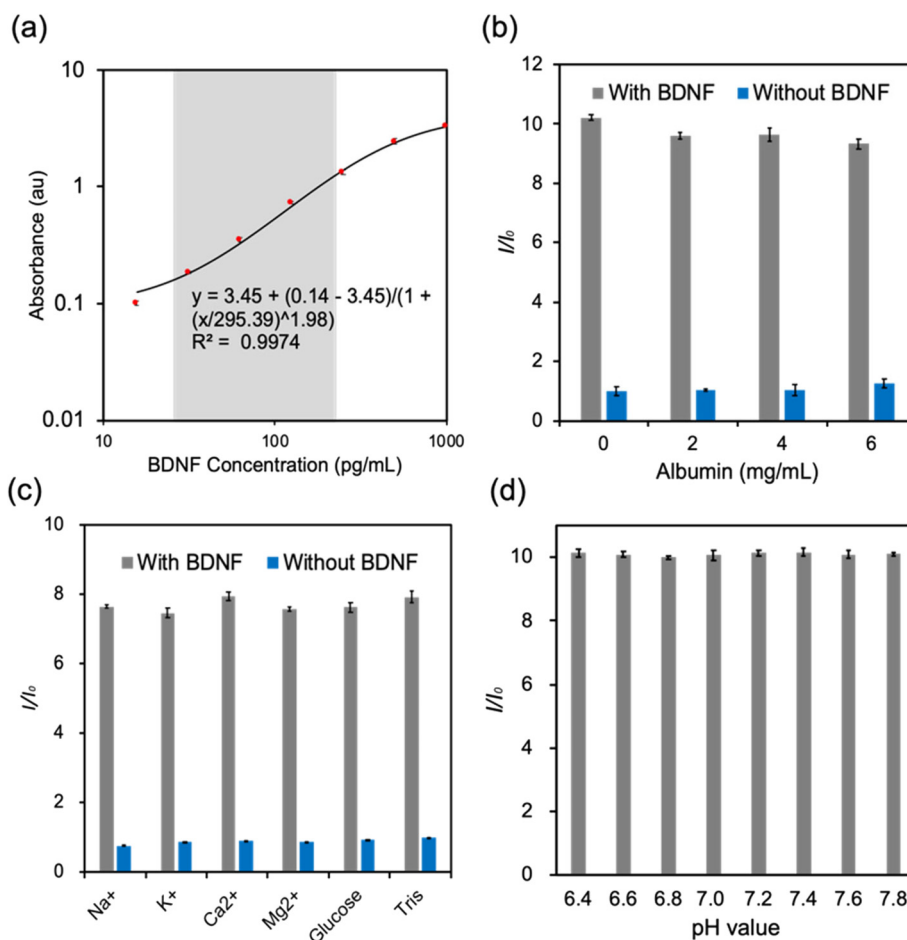 (a)
10
1
0.1
0.01
Absorbance (au)
y = 3.45 + (0.14 - 3.45)/(1 +
(x/295.39)^1.98)
R² = 0.9974
10 100 1000
BDNF Concentration (pg/mL)
(b)
With BDNF Without BDNF
12
10
8
6
4
2
0
I/I₀
0 2 4 6
Albumin (mg/mL)
(c)
With BDNF Without BDNF
10
8
6
4
2
0
I/I₀
Na+ K+ Ca2+ Mg2+ Glucose Tris
(d)
10
8
6
4
2
0
I/I₀
6.4 6.6 6.8 7.0 7.2 7.4 7.6 7.8
pH value